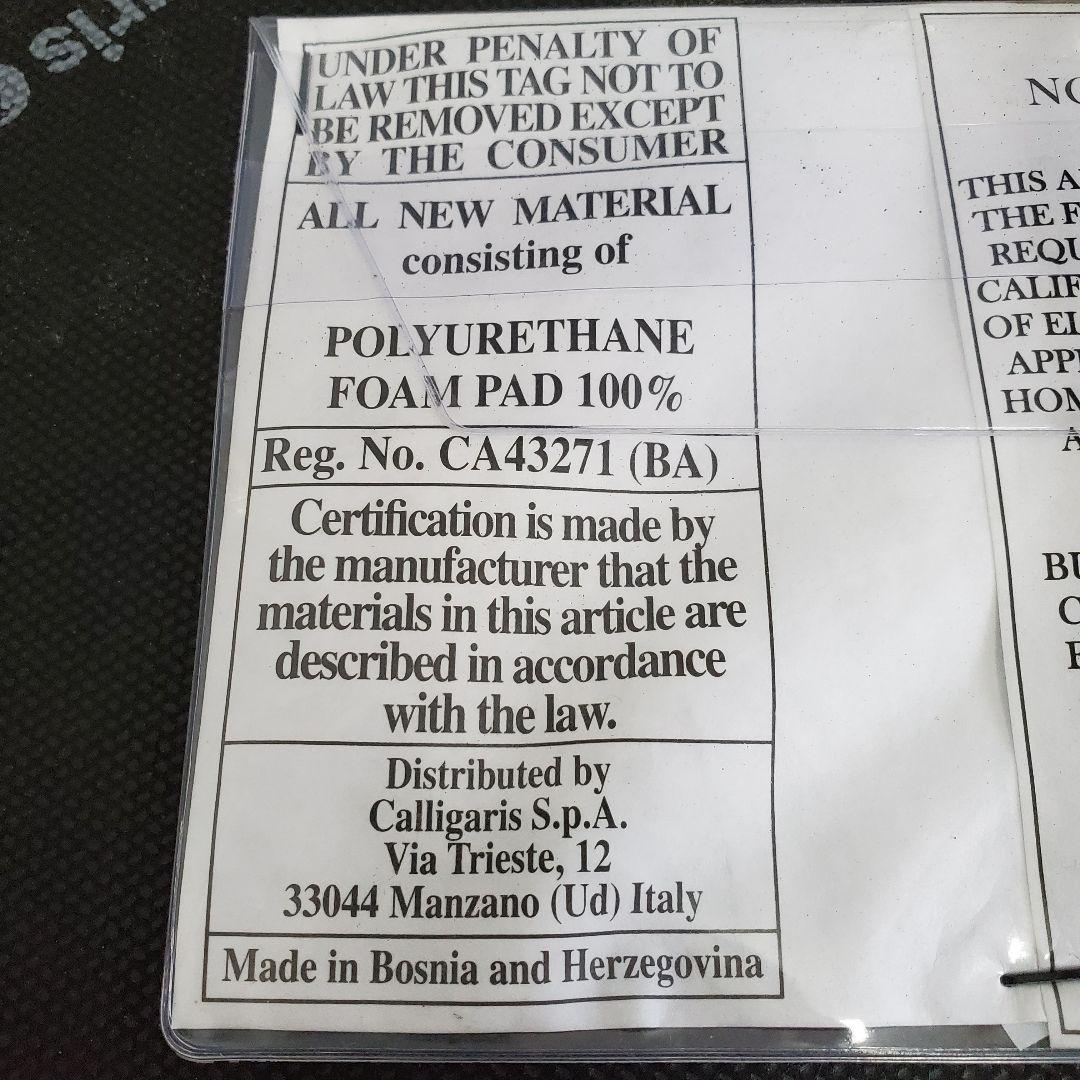 UNDER PENALTY OF
LAW THIS TAG NOT TO
BE REMOVED EXCEPT
BY THE CONSUMER
ALL NEW MATERIAL
consisting of
POLYURETHANE
FOAM PAD 100%
Reg. No. CA43271 (BA)
Certification is made by
the manufacturer that the
materials in this article are
described in accordance
with the law.
Distributed by
Calligaris S.p.A.
Via Trieste, 12
33044 Manzano (Ud) Italy
Made in Bosnia and Herzegovina
THIS
THE
OF